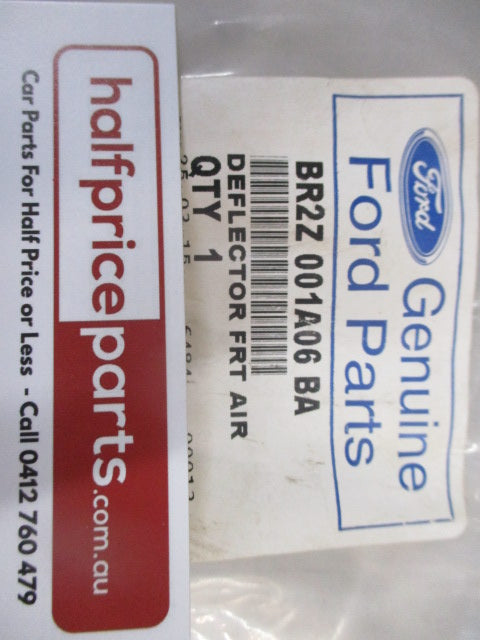 Ford
Genuine
Ford Parts
BR2Z 001A06 BA
DEFLECTOR FRT AIR
QTY 1
halfpriceparts.com.au
Car Parts For Half Price or Less - Call 0412 760 479